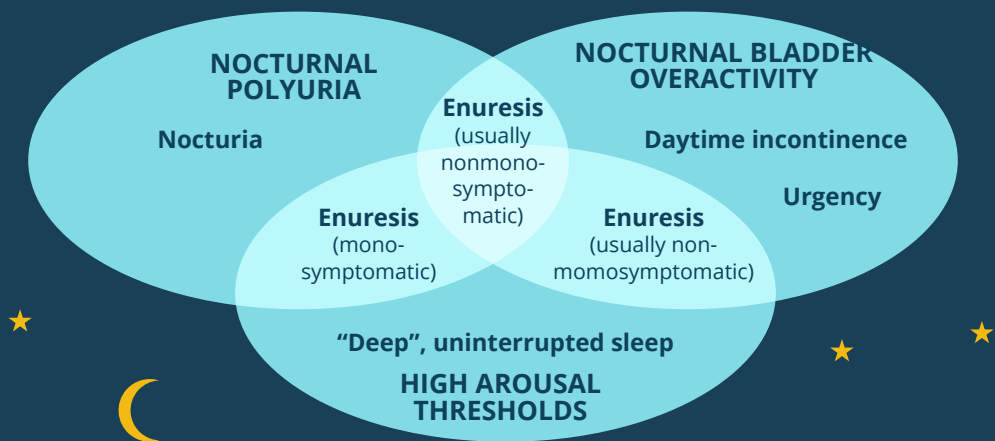 NOCTURNAL
POLYURIA
Nocturia
NOCTURNAL BLADDER
OVERACTIVITY
Daytime incontinence
Urgency
Enuresis
(usually
nonmono-
sympto-
matic)
Enuresis
(mono-
symptomatic)
Enuresis
(usually non-
momosymptomatic)
“Deep”, uninterrupted sleep
HIGH AROUSAL
THRESHOLDS